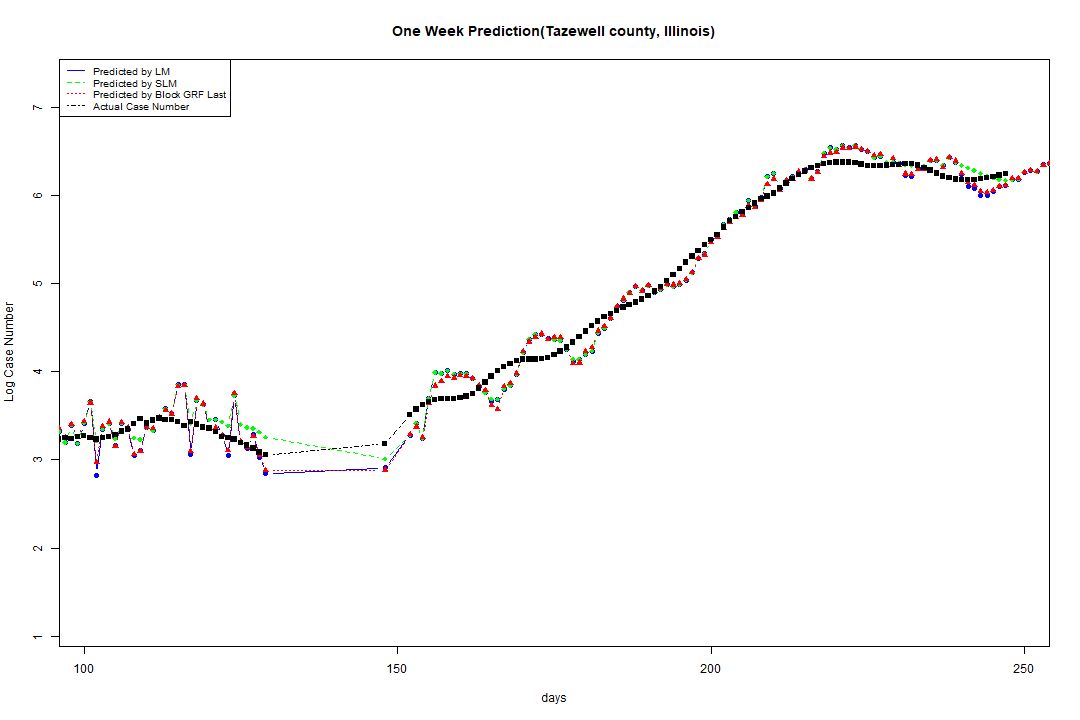 One Week Prediction(Tazewell county, Illinois)
Predicted by LM
Predicted by SLM
Predicted by Block GRF Last
Actual Case Number
7
6
5
4
3
2
1
Log Case Number
100 150 200 250
days